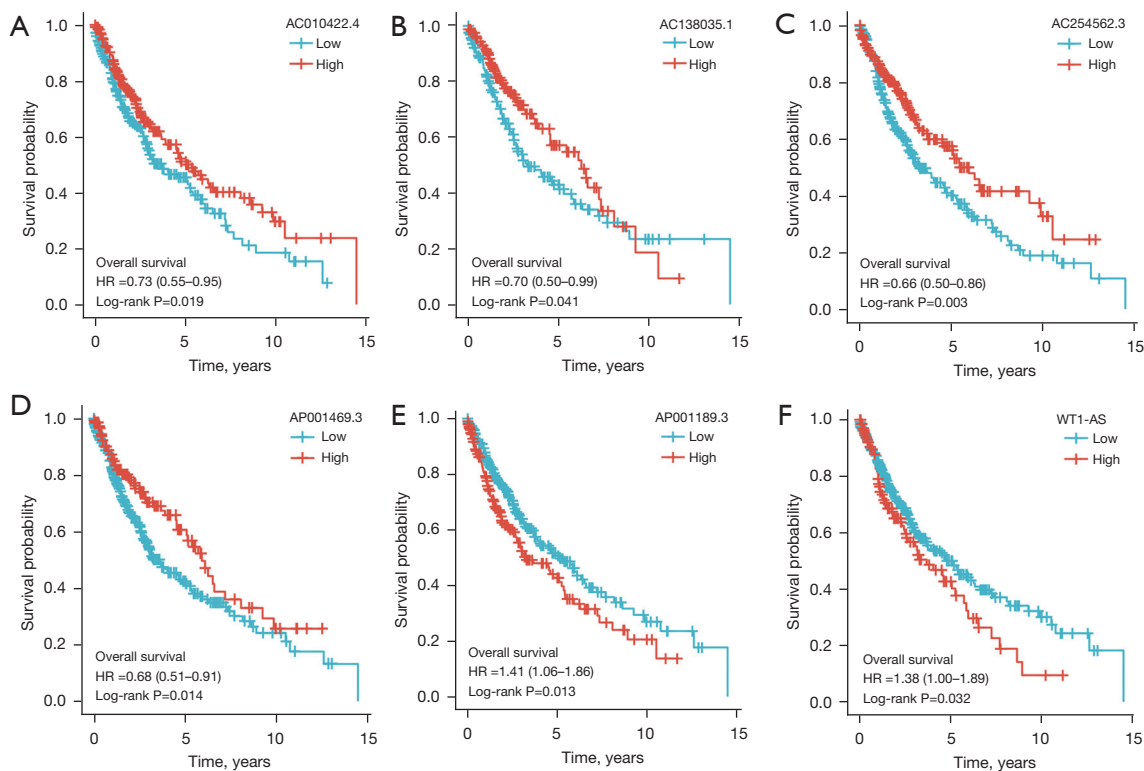 A
AC010422.4
Low
High
Survival probability
1.0
0.8
0.6
0.4
0.2
0.0
Overall survival
HR =0.73 (0.55–0.95)
Log-rank P=0.019
0 5 10 15
Time, years
B
AC138035.1
Low
High
Survival probability
1.0
0.8
0.6
0.4
0.2
0.0
Overall survival
HR =0.70 (0.50–0.99)
Log-rank P=0.041
0 5 10 15
Time, years
C
AC254562.3
Low
High
Survival probability
1.0
0.8
0.6
0.4
0.2
0.0
Overall survival
HR =0.66 (0.50–0.86)
Log-rank P=0.003
0 5 10 15
Time, years
D
AP001469.3
Low
High
Survival probability
1.0
0.8
0.6
0.4
0.2
0.0
Overall survival
HR =0.68 (0.51–0.91)
Log-rank P=0.014
0 5 10 15
Time, years
E
AP001189.3
Low
High
Survival probability
1.0
0.8
0.6
0.4
0.2
0.0
Overall survival
HR =1.41 (1.06–1.86)
Log-rank P=0.013
0 5 10 15
Time, years
F
WT1-AS
Low
High
Survival probability
1.0
0.8
0.6
0.4
0.2
0.0
Overall survival
HR =1.38 (1.00–1.89)
Log-rank P=0.032
0 5 10 15
Time, years